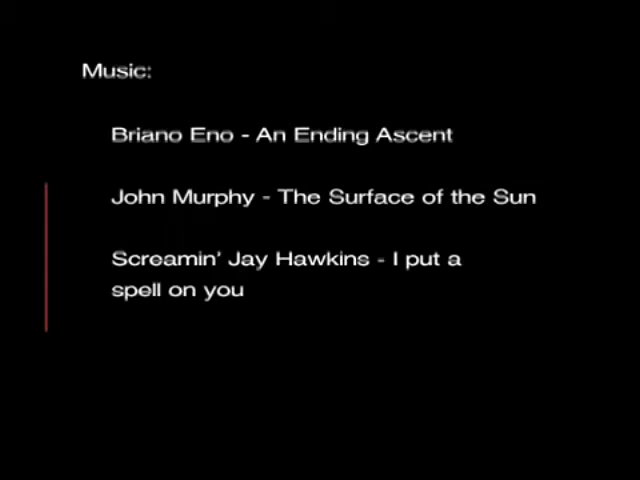 Music:
Briano Eno - An Ending Ascent
John Murphy - The Surface of the Sun
Screamin' Jay Hawkins - I put a
spell on you